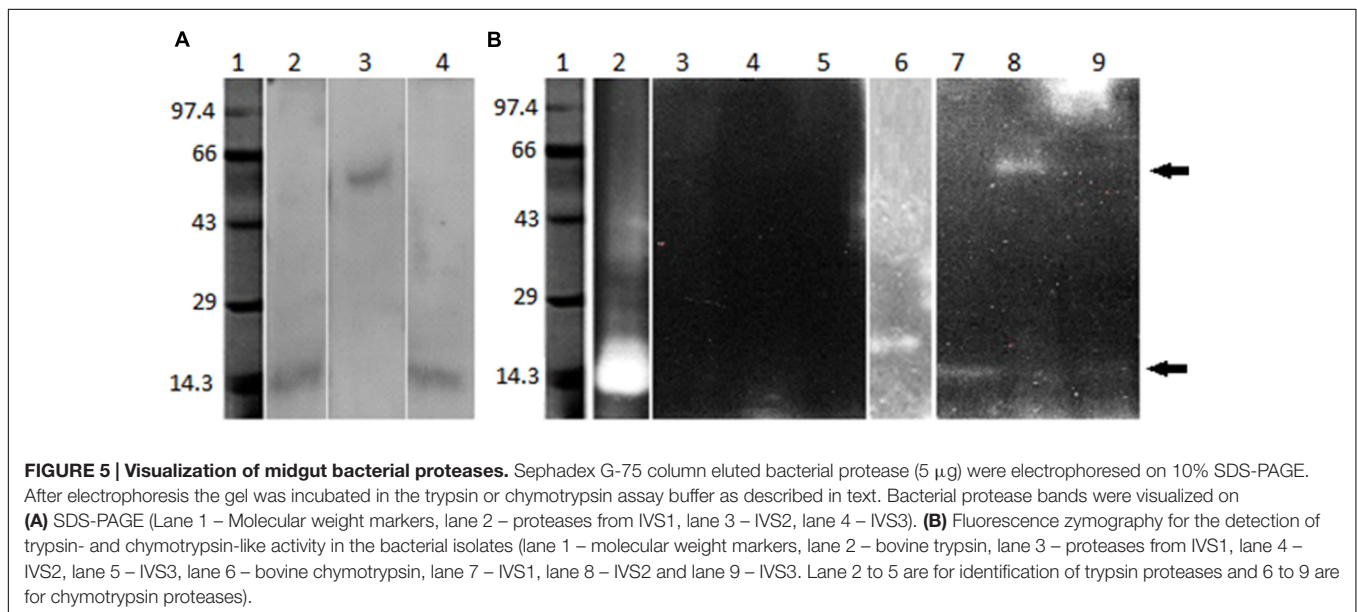 A B
1 2 3 4 1 2 3 4 5 6 7 8 9
97.4 97.4
66 66
43 43
29 29
14.3 14.3
FIGURE 5 | Visualization of midgut bacterial proteases. Sephadex G-75 column eluted bacterial protease (5 μg) were electrophoresed on 10% SDS-PAGE.
After electrophoresis the gel was incubated in the trypsin or chymotrypsin assay buffer as described in text. Bacterial protease bands were visualized on
(A) SDS-PAGE (Lane 1 – Molecular weight markers, lane 2 – proteases from IVS1, lane 3 – IVS2, lane 4 – IVS3). (B) Fluorescence zymography for the detection of
trypsin- and chymotrypsin-like activity in the bacterial isolates (lane 1 – molecular weight markers, lane 2 – bovine trypsin, lane 3 – proteases from IVS1, lane 4 –
IVS2, lane 5 – IVS3, lane 6 – bovine chymotrypsin, lane 7 – IVS1, lane 8 – IVS2 and lane 9 – IVS3. Lane 2 to 5 are for identification of trypsin proteases and 6 to 9 are
for chymotrypsin proteases).